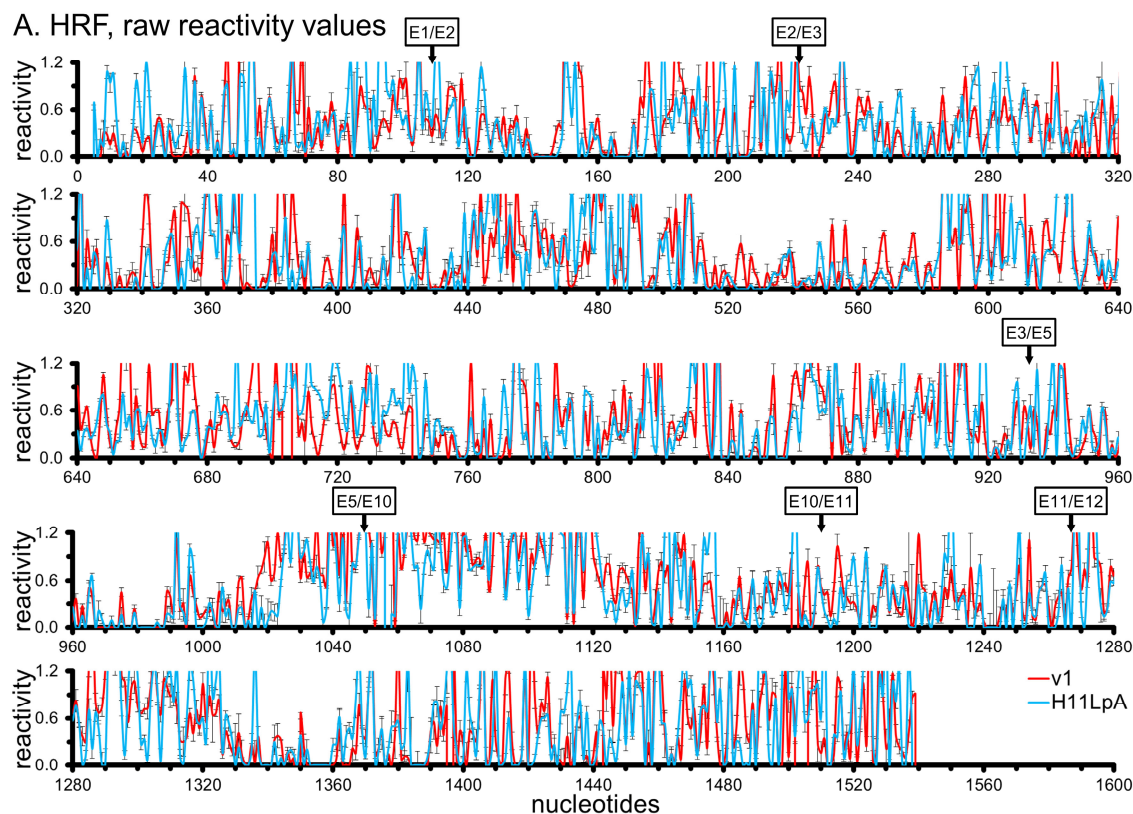 A. HRF, raw reactivity values
E1/E2 E2/E3
reactivity
1.2
0.6
0.0
0 40 80 120 160 200 240 280 320
reactivity
1.2
0.6
0.0
320 360 400 440 480 520 560 600 640
E3/E5
reactivity
1.2
0.6
0.0
640 680 720 760 800 840 880 920 960
E5/E10 E10/E11 E11/E12
reactivity
1.2
0.6
0.0
960 1000 1040 1080 1120 1160 1200 1240 1280
reactivity
1.2
0.6
0.0
v1
H11LpA
1280 1320 1360 1400 1440 1480 1520 1560 1600
nucleotides